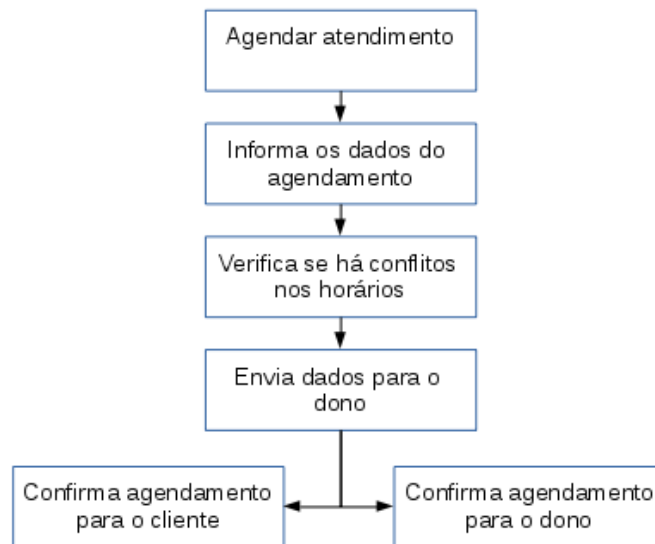 Agendar atendimento
Informa os dados do
agendamento
Verifica se há conflitos
nos horários
Envia dados para o
dono
Confirma agendamento
para o cliente
Confirma agendamento
para o dono